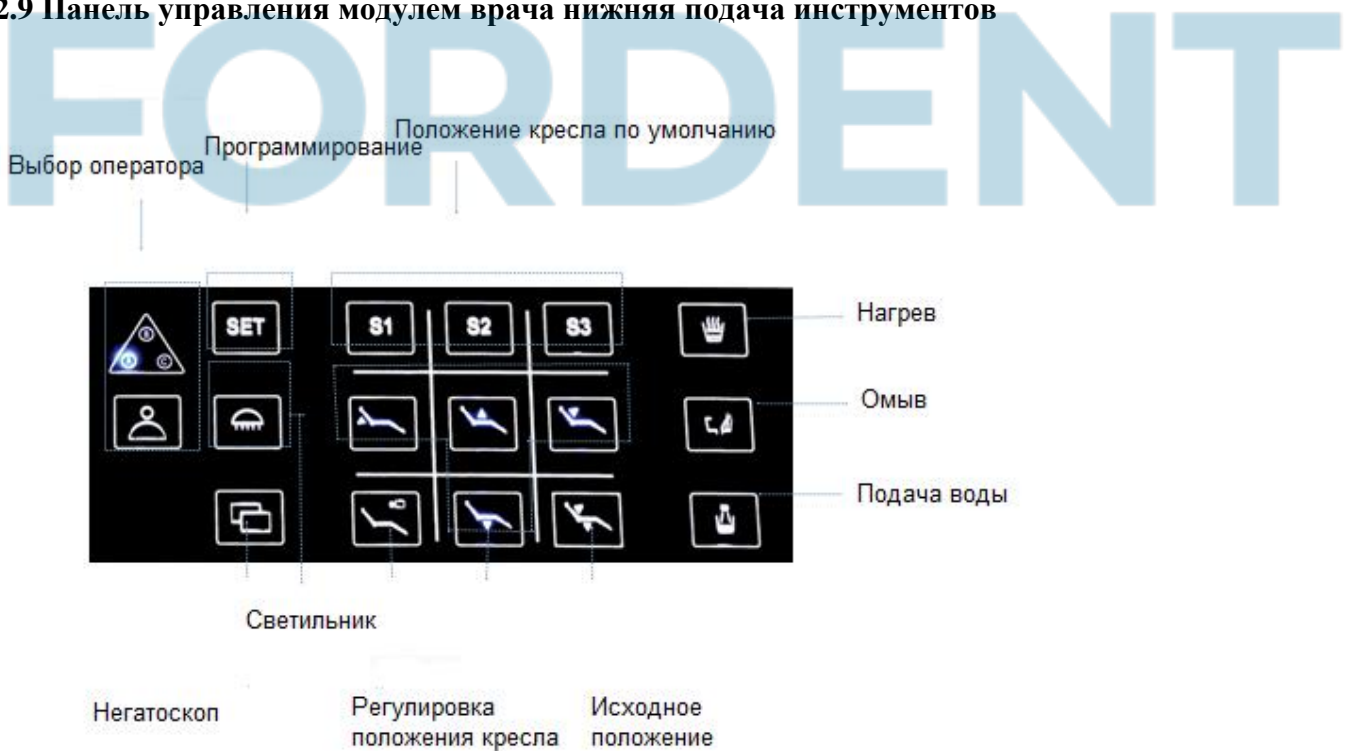 2.9 Панель управления модулем врача нижняя подача инструментов
FORDENT
Положение кресла по умолчанию
Программирование
Выбор оператора
SET
S1
S2
S3
B
A
C
Нагрев
Омыв
Подача воды
Светильник
Негатоскоп
Регулировка
положения кресла
Исходное
положение